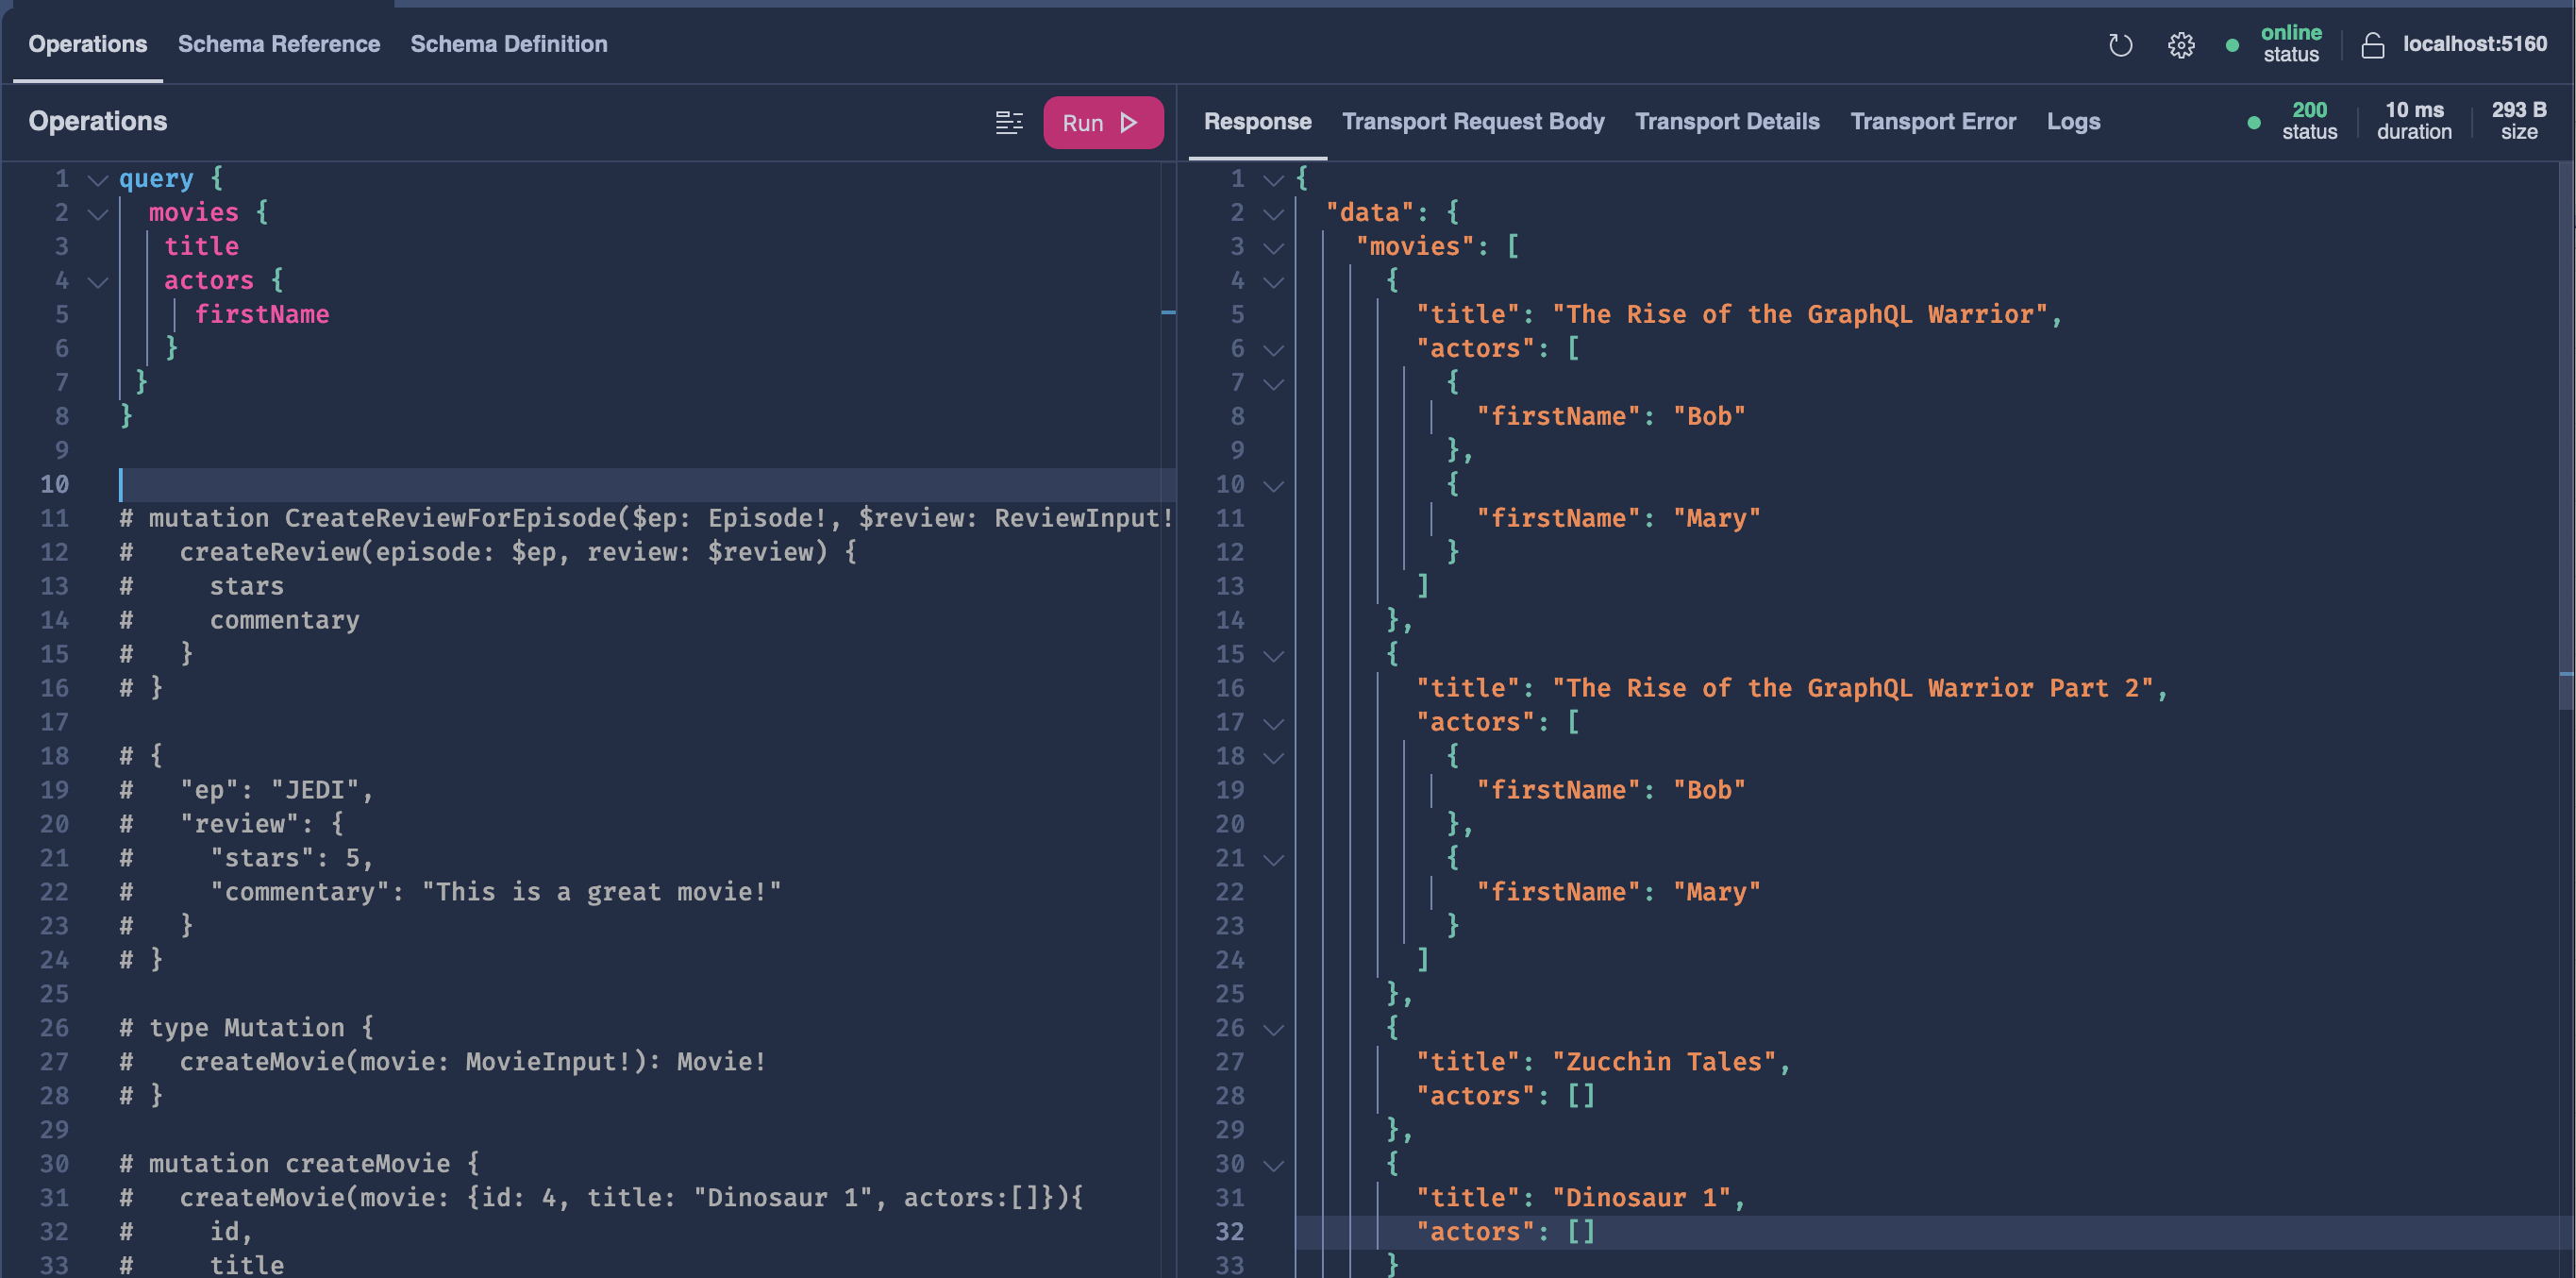 Operations Schema Reference Schema Definition online status localhost:5160
Operations Run Response Transport Request Body Transport Details Transport Error Logs 200 status 10 ms duration 293 B size
1 query {
2   movies {
3    title
4    actors {
5      firstName
6    }
7  }
8 }
9
10
11 # mutation CreateReviewForEpisode($ep: Episode!, $review: ReviewInput!
12 #   createReview(episode: $ep, review: $review) {
13 #     stars
14 #     commentary
15 #   }
16 # }
17
18 # {
19 #   "ep": "JEDI",
20 #   "review": {
21 #     "stars": 5,
22 #     "commentary": "This is a great movie!"
23 #   }
24 # }
25
26 # type Mutation {
27 #   createMovie(movie: MovieInput!): Movie!
28 # }
29
30 # mutation createMovie {
31 #   createMovie(movie: {id: 4, title: "Dinosaur 1", actors:[]}){
32 #     id,
33 #     title
1 {
2   "data": {
3     "movies": [
4       {
5         "title": "The Rise of the GraphQL Warrior",
6         "actors": [
7           {
8             "firstName": "Bob"
9           },
10           {
11             "firstName": "Mary"
12           }
13         ]
14       },
15       {
16         "title": "The Rise of the GraphQL Warrior Part 2",
17         "actors": [
18           {
19             "firstName": "Bob"
20           },
21           {
22             "firstName": "Mary"
23           }
24         ]
25       },
26       {
27         "title": "Zucchin Tales",
28         "actors": []
29       },
30       {
31         "title": "Dinosaur 1",
32         "actors": []
33       }